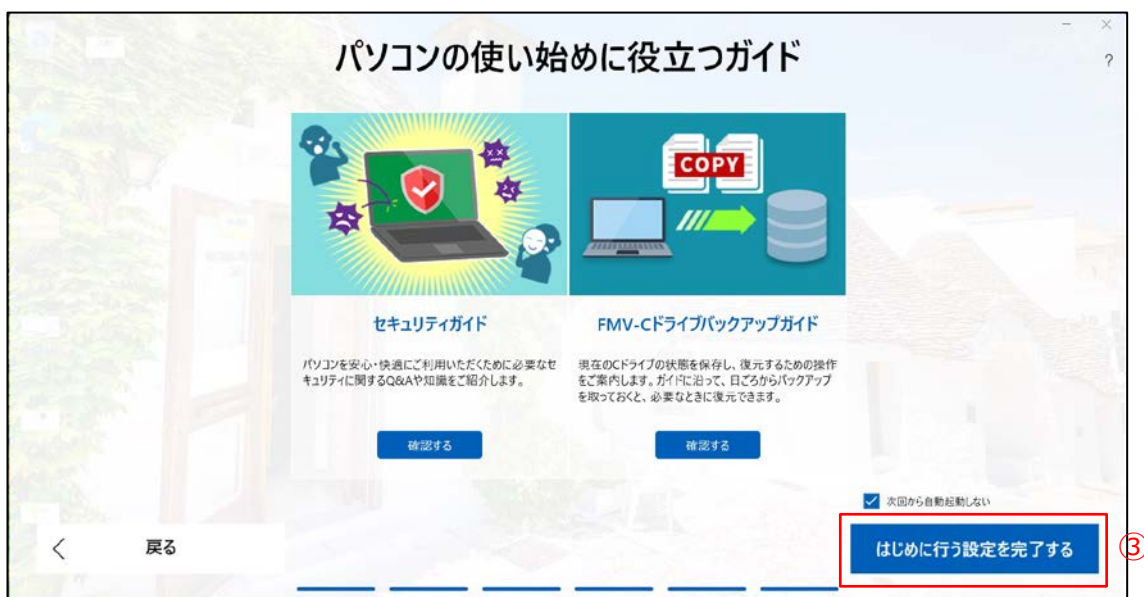 パソコンの使い始めに役立つガイド
?
COPY
セキュリティガイド
パソコンを安心・快適にご利用いただくために必要なセ
キュリティに関するQ&Aや知識をご紹介します。
確認する
FMV-Cドライブバックアップガイド
現在のCドライブの状態を保存し、復元するための操作
をご案内します。ガイドに沿って、日ごろからバックアップ
を取っておくと、必要なときに復元できます。
確認する
次回から自動起動しない
戻る
はじめに行う設定を完了する
③